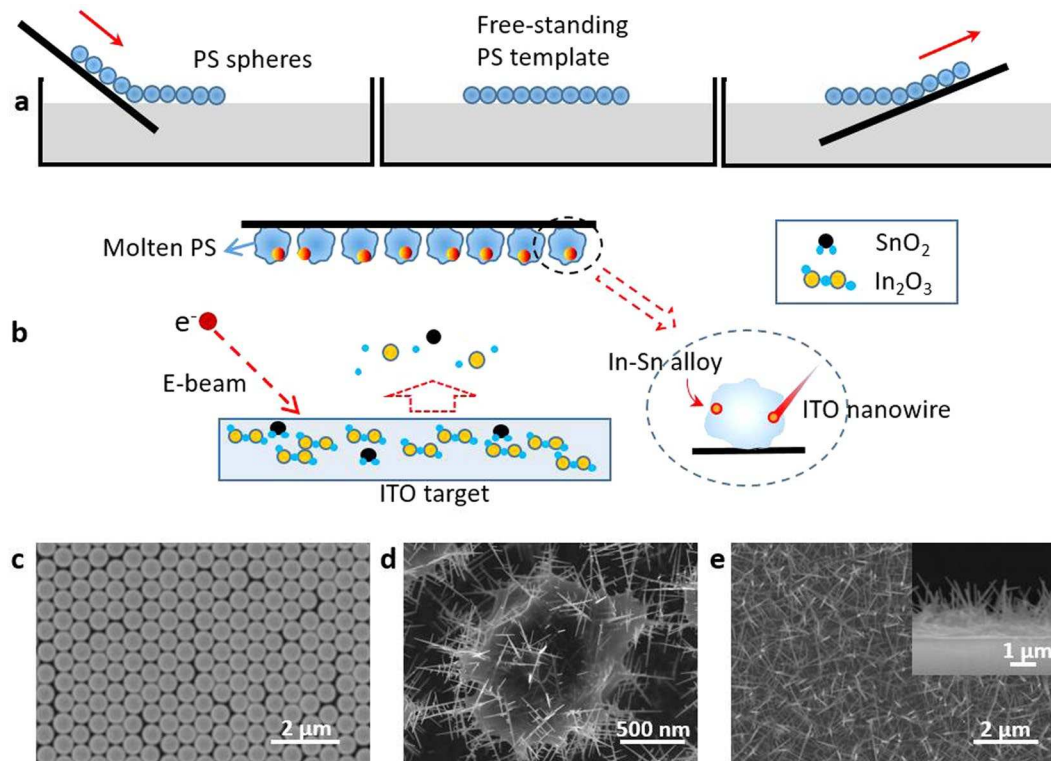 a
PS spheres
Free-standing
PS template
b
Molten PS
SnO₂
In₂O₃
e⁻
E-beam
In-Sn alloy
ITO nanowire
ITO target
c
2 μm
d
500 nm
e
1 μm
2 μm